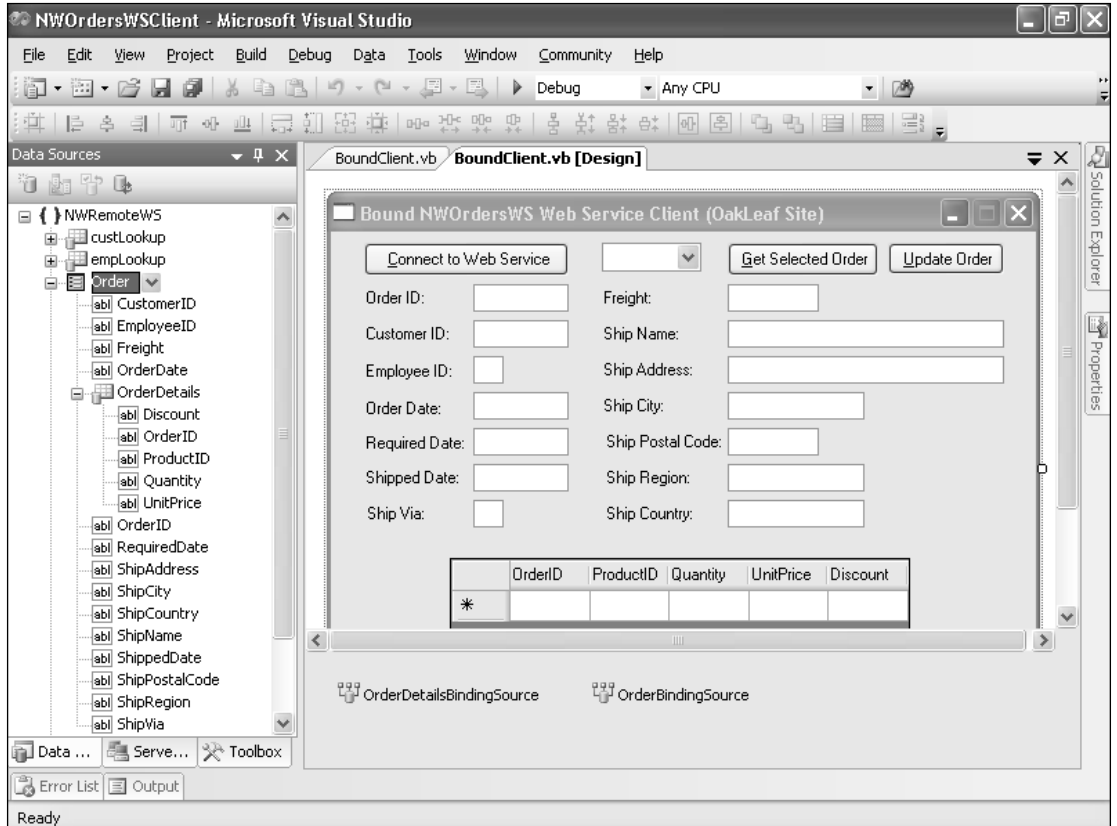 NWOrdersWSClient - Microsoft Visual Studio
File Edit View Project Build Debug Data Tools Window Community Help
Debug Any CPU
Data Sources
BoundClient.vb BoundClient.vb [Design]
NWRemoteWS
custLookup
empLookup
Order
CustomerID
EmployeeID
Freight
OrderDate
OrderDetails
Discount
OrderID
ProductID
Quantity
UnitPrice
OrderID
RequiredDate
ShipAddress
ShipCity
ShipCountry
ShipName
ShippedDate
ShipPostalCode
ShipRegion
ShipVia
Data ... Serve... Toolbox
Bound NWOrdersWS Web Service Client (OakLeaf Site)
Connect to Web Service Get Selected Order Update Order
Order ID: Freight:
Customer ID: Ship Name:
Employee ID: Ship Address:
Order Date: Ship City:
Required Date: Ship Postal Code:
Shipped Date: Ship Region:
Ship Via: Ship Country:
OrderID ProductID Quantity UnitPrice Discount
OrderDetailsBindingSource OrderBindingSource
Solution Explorer
Properties
Error List Output
Ready